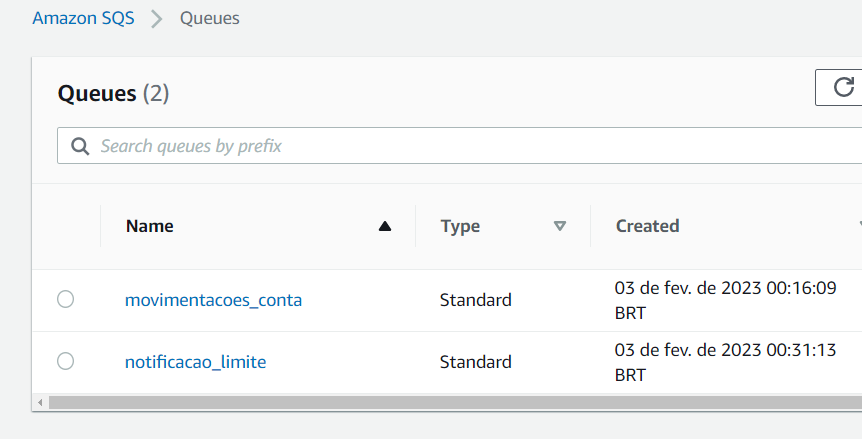 Amazon SQS > Queues
Queues (2)
Search queues by prefix
Name Type Created
movimentacoes_conta Standard 03 de fev. de 2023 00:16:09
BRT
notificacao_limite Standard 03 de fev. de 2023 00:31:13
BRT